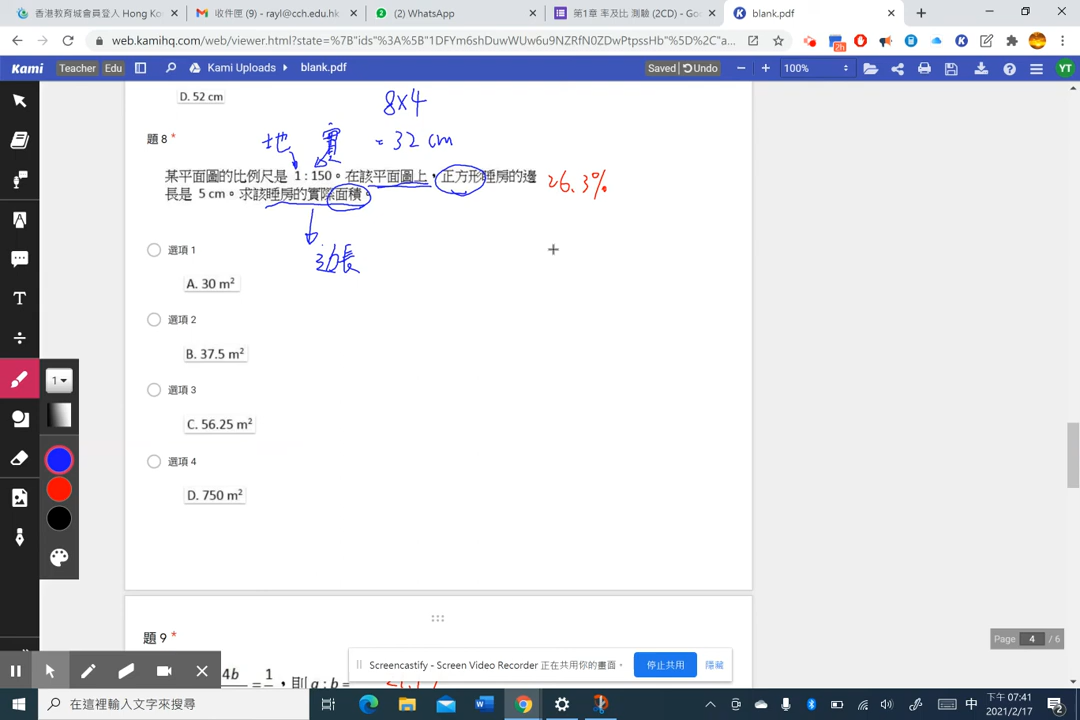 香港教育城會員登入 Hong Ko
收件匣 (9) - rayl@cch.edu.hk
(2) WhatsApp
第1章 率及比 測驗 (2CD) - Go
blank.pdf
web.kamihq.com/web/viewer.html?state=%7B"ids"%3A%5B"1DFYm6shDuwWUw6u9NZRfN0ZDwPtpssHb"%5D%2C"a...
Kami
Teacher
Edu
Kami Uploads
blank.pdf
Saved
Undo
100%
YT
D. 52 cm
8×4
= 32 cm
題 8 *
地 實
某平面圖的比例尺是 1 : 150。在該平面圖上，正方形睡房的邊
長是 5 cm。求該睡房的實際面積。
26.3%
边長
選項 1
A. 30 m²
選項 2
B. 37.5 m²
選項 3
C. 56.25 m²
選項 4
D. 750 m²
1
Page 4 / 6
題 9 *
4b
= 1
，則 a : b =
Screencastify - Screen Video Recorder 正在共用你的畫面。
停止共用
隱藏
在這裡輸入文字來搜尋
中
下午 07:41
2021/2/17
2